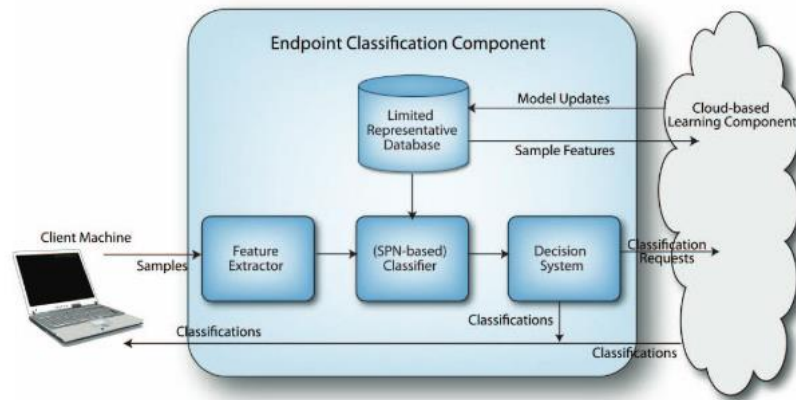 Endpoint Classification Component
Limited
Representative
Database
Model Updates
Sample Features
Cloud-based
Learning Component
Client Machine
Samples
Feature
Extractor
(SPN-based)
Classifier
Decision
System
Classification
Requests
Classifications
Classifications
Classifications